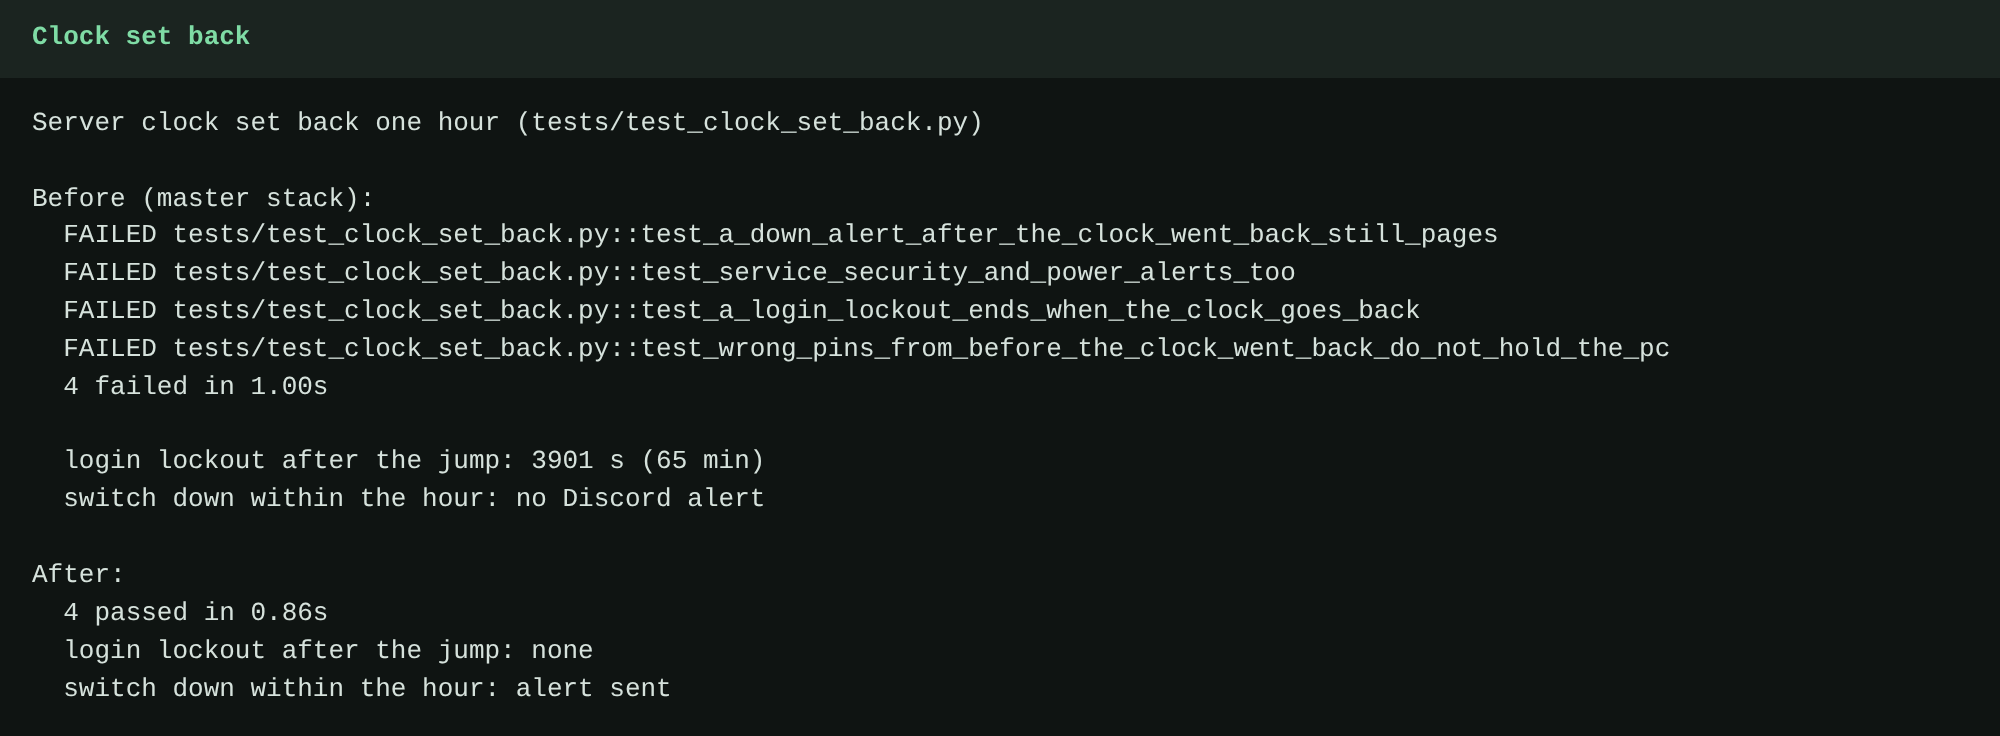 Clock set back
Server clock set back one hour (tests/test_clock_set_back.py)
Before (master stack):
FAILED tests/test_clock_set_back.py::test_a_down_alert_after_the_clock_went_back_still_pages
FAILED tests/test_clock_set_back.py::test_service_security_and_power_alerts_too
FAILED tests/test_clock_set_back.py::test_a_login_lockout_ends_when_the_clock_goes_back
FAILED tests/test_clock_set_back.py::test_wrong_pins_from_before_the_clock_went_back_do_not_hold_the_pc
4 failed in 1.00s
login lockout after the jump: 3901 s (65 min)
switch down within the hour: no Discord alert
After:
4 passed in 0.86s
login lockout after the jump: none
switch down within the hour: alert sent